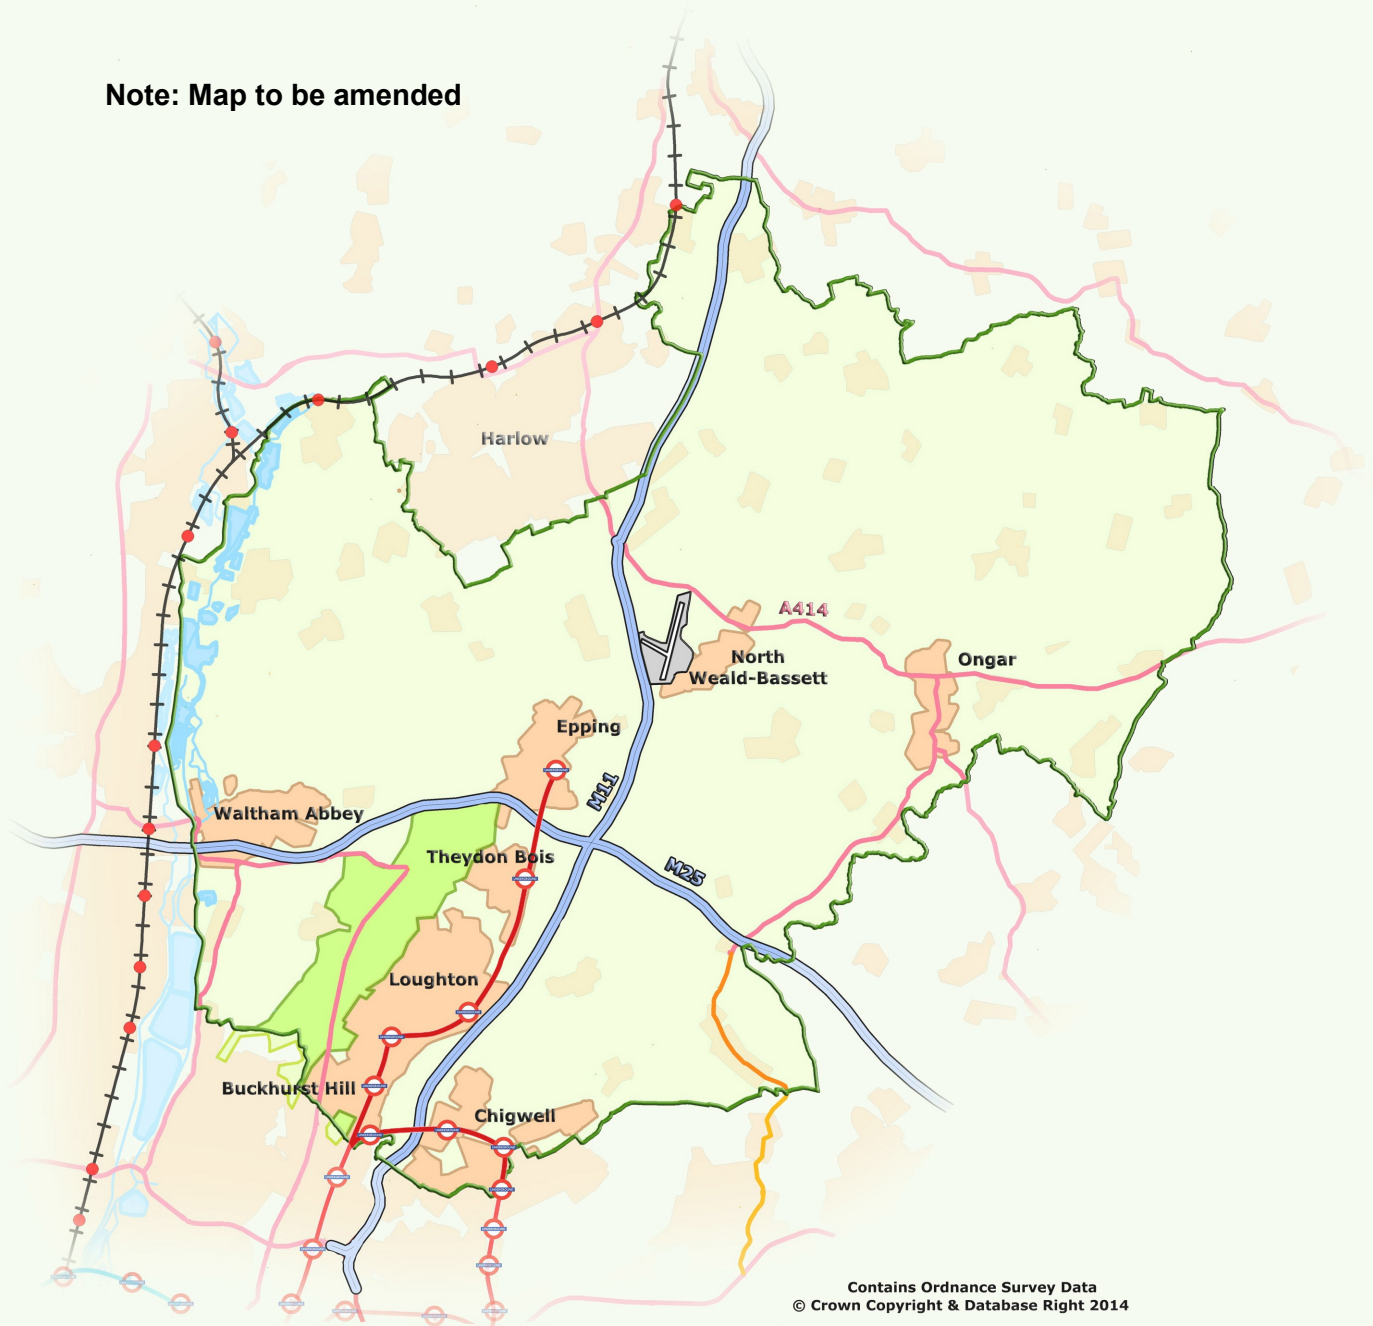 Note: Map to be amended
Harlow
A414
North
Weald-Bassett
Ongar
Epping
M11
Waltham Abbey
Theydon Bois
M25
Loughton
Buckhurst Hill
Chigwell
Contains Ordnance Survey Data
© Crown Copyright & Database Right 2014